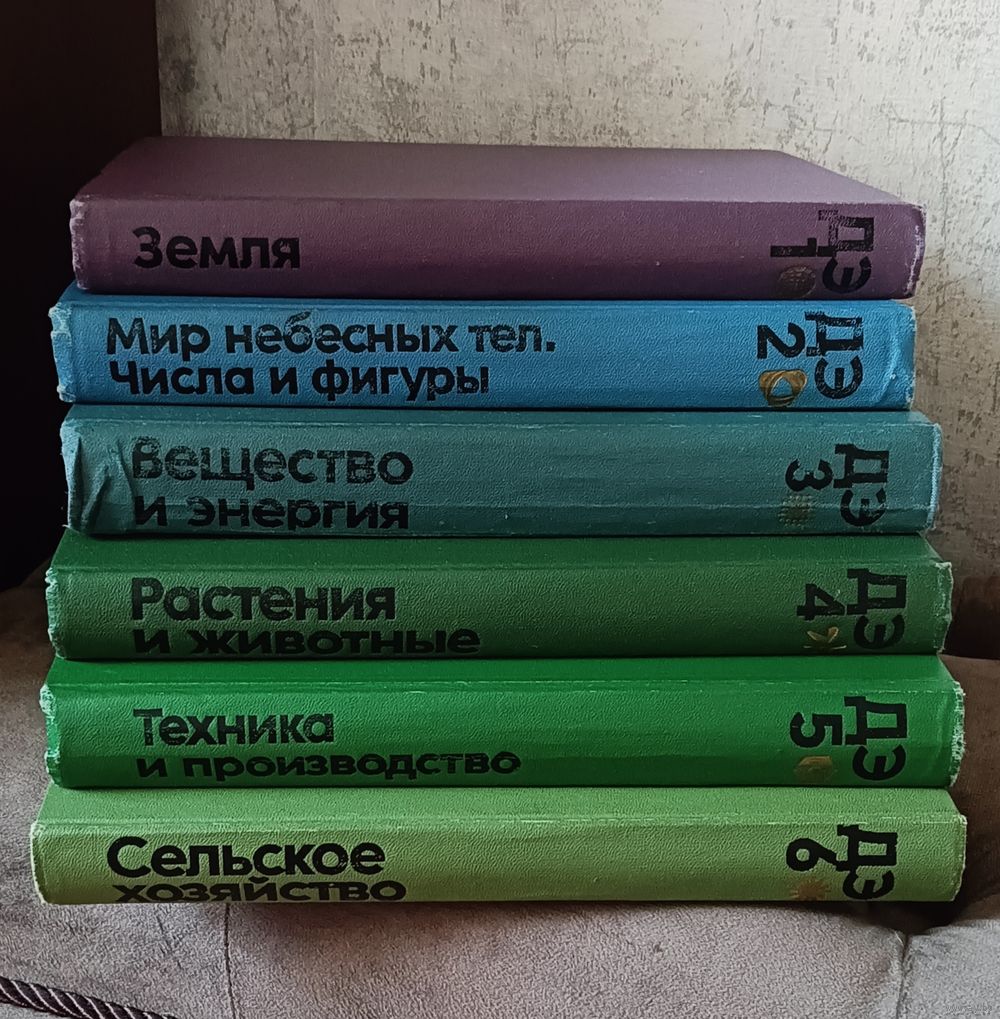 Земля
ДЭ
1
Мир небесных тел.
Числа и фигуры
ДЭ
2
Вещество
и энергия
ДЭ
3
Растения
и животные
ДЭ
4
Техника
и производство
ДЭ
5
Сельское
хозяйство
ДЭ
6